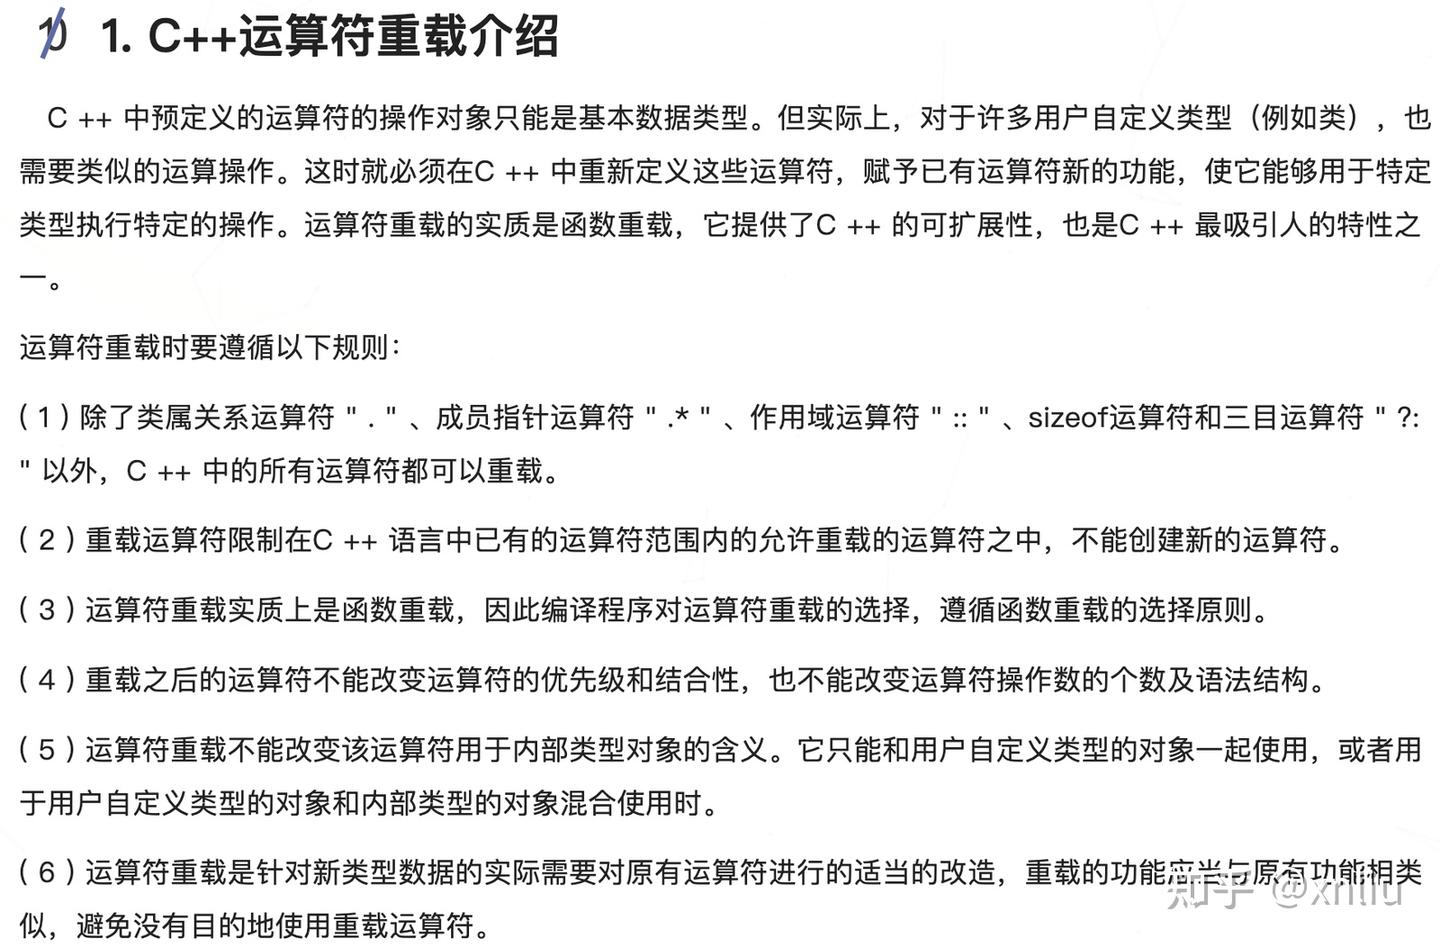 10 1. C++运算符重载介绍
C ++ 中预定义的运算符的操作对象只能是基本数据类型。但实际上，对于许多用户自定义类型（例如类），也
需要类似的运算操作。这时就必须在C ++ 中重新定义这些运算符，赋予已有运算符新的功能，使它能够用于特定
类型执行特定的操作。运算符重载的实质是函数重载，它提供了C ++ 的可扩展性，也是C ++ 最吸引人的特性之
一。
运算符重载时要遵循以下规则：
( 1 ) 除了类属关系运算符 " . " 、成员指针运算符 " .* " 、作用域运算符 " :: " 、sizeof运算符和三目运算符 " ?:
" 以外，C ++ 中的所有运算符都可以重载。
( 2 ) 重载运算符限制在C ++ 语言中已有的运算符范围内的允许重载的运算符之中，不能创建新的运算符。
( 3 ) 运算符重载实质上是函数重载，因此编译程序对运算符重载的选择，遵循函数重载的选择原则。
( 4 ) 重载之后的运算符不能改变运算符的优先级和结合性，也不能改变运算符操作数的个数及语法结构。
( 5 ) 运算符重载不能改变该运算符用于内部类型对象的含义。它只能和用户自定义类型的对象一起使用，或者用
于用户自定义类型的对象和内部类型的对象混合使用时。
( 6 ) 运算符重载是针对新类型数据的实际需要对原有运算符进行的适当的改造，重载的功能应当与原有功能相类
似，避免没有目的地使用重载运算符。
知乎 @xnliu